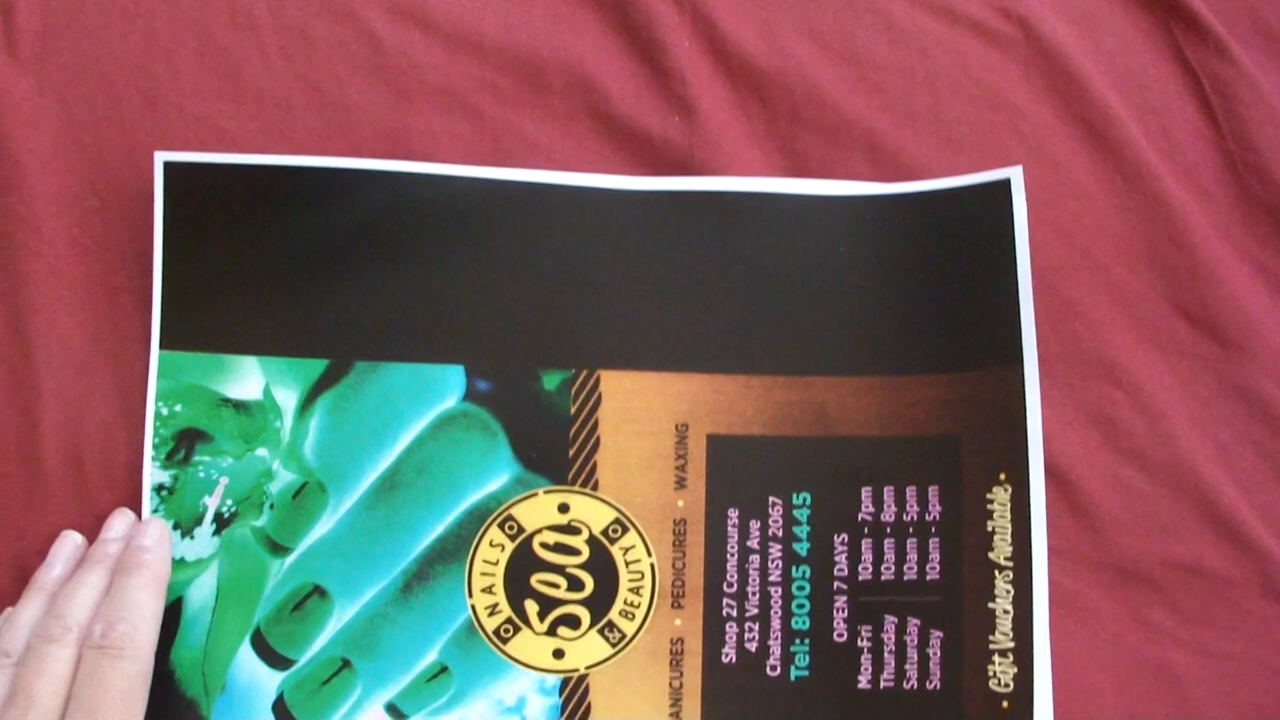 NAILS
Sea
& BEAUTY
ANICURES • PEDICURES • WAXING
Shop 27 Concourse
432 Victoria Ave
Chatswood NSW 2067
Tel: 8005 4445
OPEN 7 DAYS
Mon-Fri 10am - 7pm
Thursday 10am - 8pm
Saturday 10am - 5pm
Sunday 10am - 5pm
• Gift Vouchers Available •